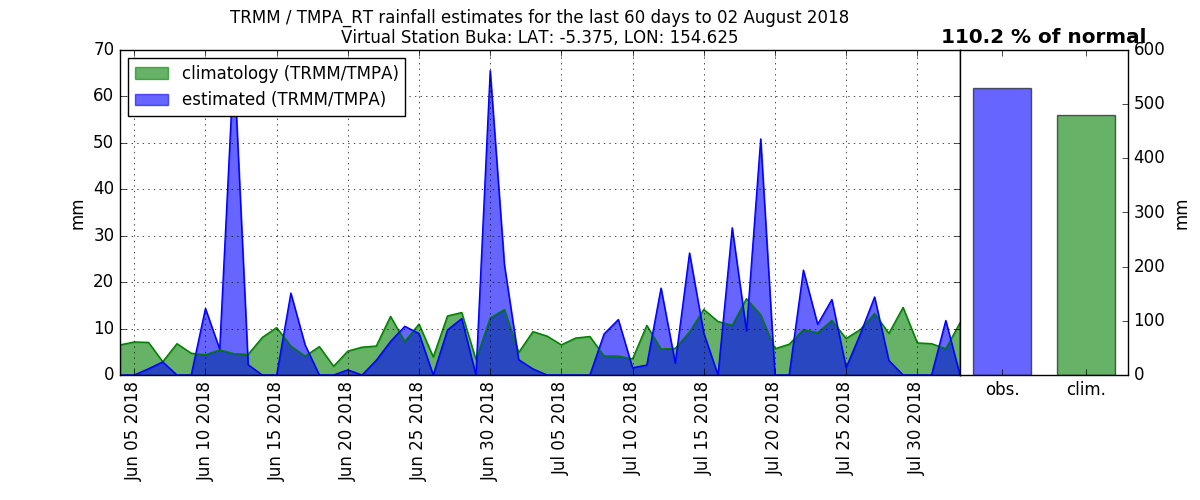 TRMM / TMPA_RT rainfall estimates for the last 60 days to 02 August 2018
Virtual Station Buka: LAT: -5.375, LON: 154.625
110.2 % of normal
climatology (TRMM/TMPA)
estimated (TRMM/TMPA)
70
60
50
40
30
20
10
0
mm
Jun 05 2018
Jun 10 2018
Jun 15 2018
Jun 20 2018
Jun 25 2018
Jun 30 2018
Jul 05 2018
Jul 10 2018
Jul 15 2018
Jul 20 2018
Jul 25 2018
Jul 30 2018
obs.
clim.
600
500
400
300
200
100
0
mm